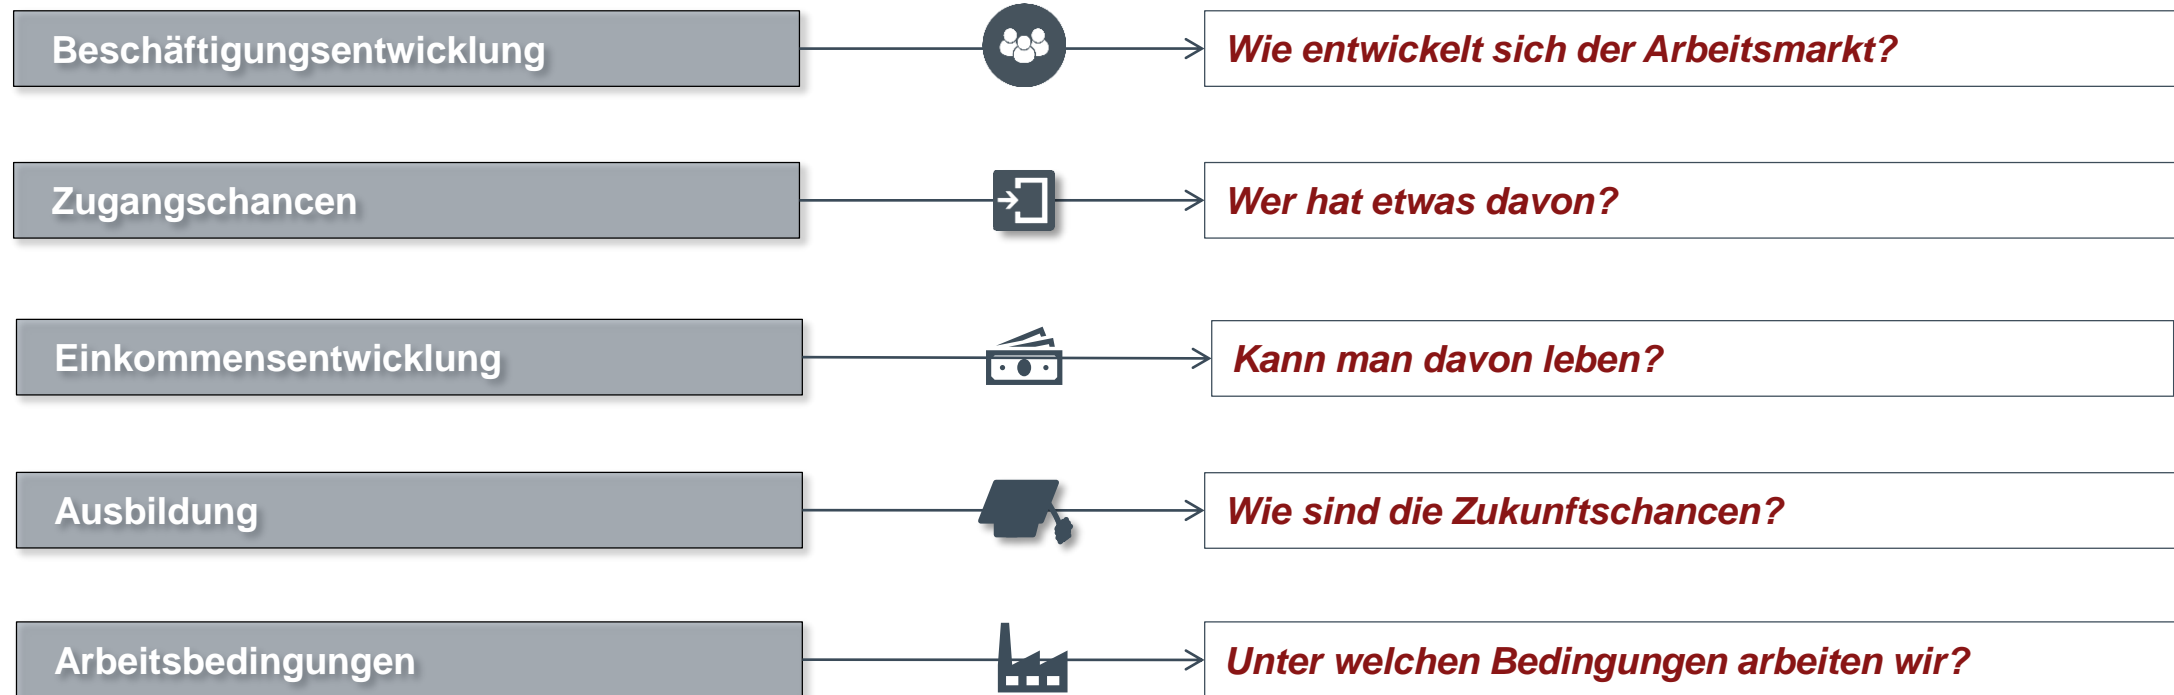 Beschäftigungsentwicklung
Wie entwickelt sich der Arbeitsmarkt?
Zugangschancen
Wer hat etwas davon?
Einkommensentwicklung
Kann man davon leben?
Ausbildung
Wie sind die Zukunftschancen?
Arbeitsbedingungen
Unter welchen Bedingungen arbeiten wir?